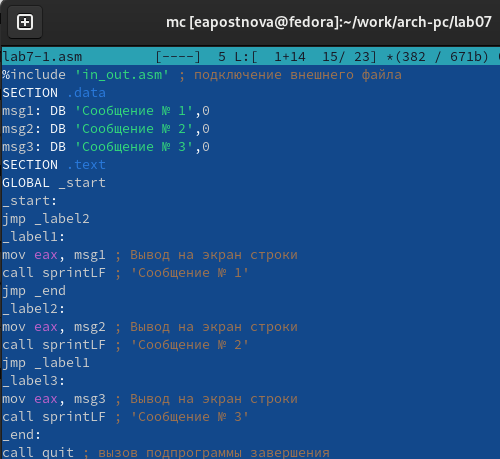 mc [eapostnova@fedora]:~/work/arch-pc/lab07
lab7-1.asm [----] 5 L:[ 1+14 15/ 23] *(382 / 671b)
%include 'in_out.asm' ; подключение внешнего файла
SECTION .data
msg1: DB 'Сообщение № 1',0
msg2: DB 'Сообщение № 2',0
msg3: DB 'Сообщение № 3',0
SECTION .text
GLOBAL _start
_start:
jmp _label2
_label1:
mov eax, msg1 ; Вывод на экран строки
call sprintLF ; 'Сообщение № 1'
jmp _end
_label2:
mov eax, msg2 ; Вывод на экран строки
call sprintLF ; 'Сообщение № 2'
jmp _label1
_label3:
mov eax, msg3 ; Вывод на экран строки
call sprintLF ; 'Сообщение № 3'
_end:
call quit ; вызов подпрограммы завершения